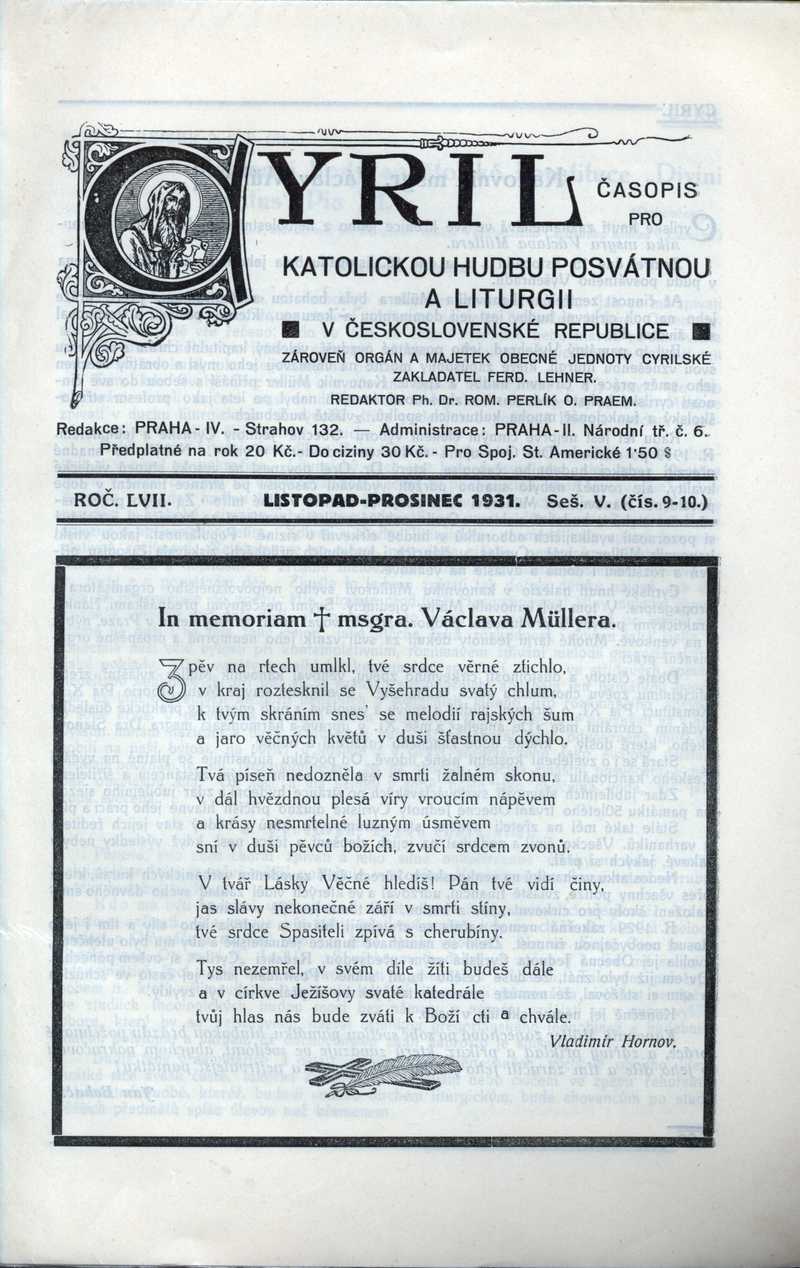 CYRIL
ČASOPIS
PRO
KATOLICKOU HUDBU POSVÁTNOU
A LITURGII
V ČESKOSLOVENSKÉ REPUBLICE
ZÁROVEŇ ORGÁN A MAJETEK OBECNÉ JEDNOTY CYRILSKÉ
ZAKLADATEL FERD. LEHNER.
REDAKTOR Ph. Dr. ROM. PERLÍK O. PRAEM.
Redakce: PRAHA-IV. - Strahov 132. — Administrace: PRAHA-II. Národní tř. č. 6.
Předplatné na rok 20 Kč.- Do ciziny 30 Kč.- Pro Spoj. St. Americké 1·50 $
ROČ. LVII. LISTOPAD-PROSINEC 1931. Seš. V. (čís. 9-10.)
In memoriam † msgra. Václava Müllera.
Zpěv na rtech umlkl, tvé srdce věrné ztichlo,
v kraj roztesknil se Vyšehradu svatý chlum,
k tvým skráním snes' se melodií rajských šum
a jaro věčných květů v duši šťastnou dýchlo.
Tvá píseň nedozněla v smrti žalném skonu,
v dál hvězdnou plesá víry vroucím nápěvem
a krásy nesmrtelné luzným úsměvem
sní v duši pěvců božích, zvučí srdcem zvonů.
V tvář Lásky Věčné hledíš! Pán tvé vidí činy,
jas slávy nekonečné září v smrti stíny,
tvé srdce Spasiteli zpívá s cherubíny.
Tys nezemřel, v svém díle žíti budeš dále
a v církve Ježíšovy svaté katedrále
tvůj hlas nás bude zváti k Boží cti a chvále.
Vladimír Hornov.